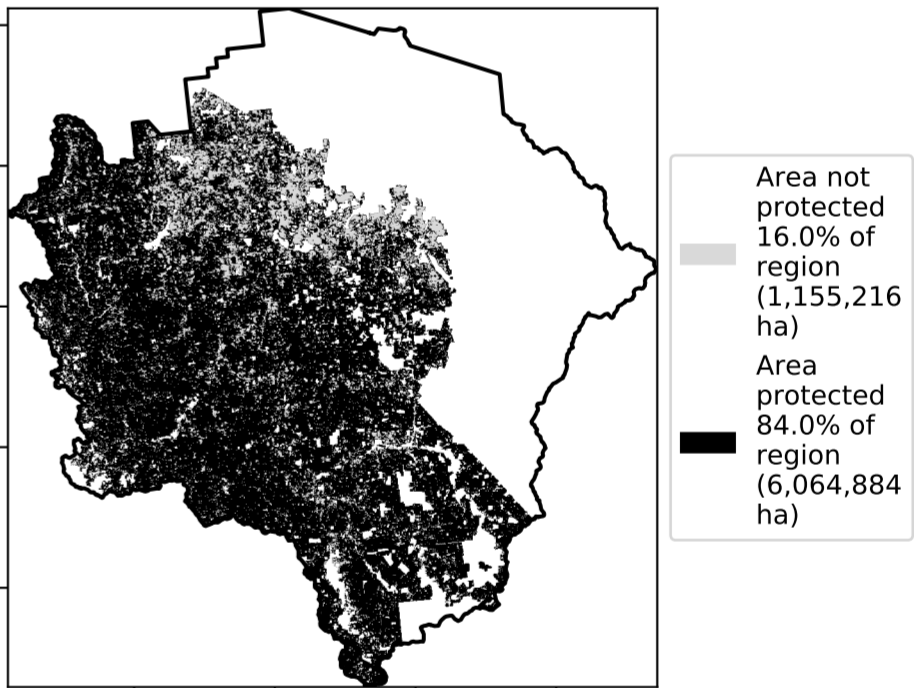 Area not
protected
16.0% of
region
(1,155,216
ha)
Area
protected
84.0% of
region
(6,064,884
ha)